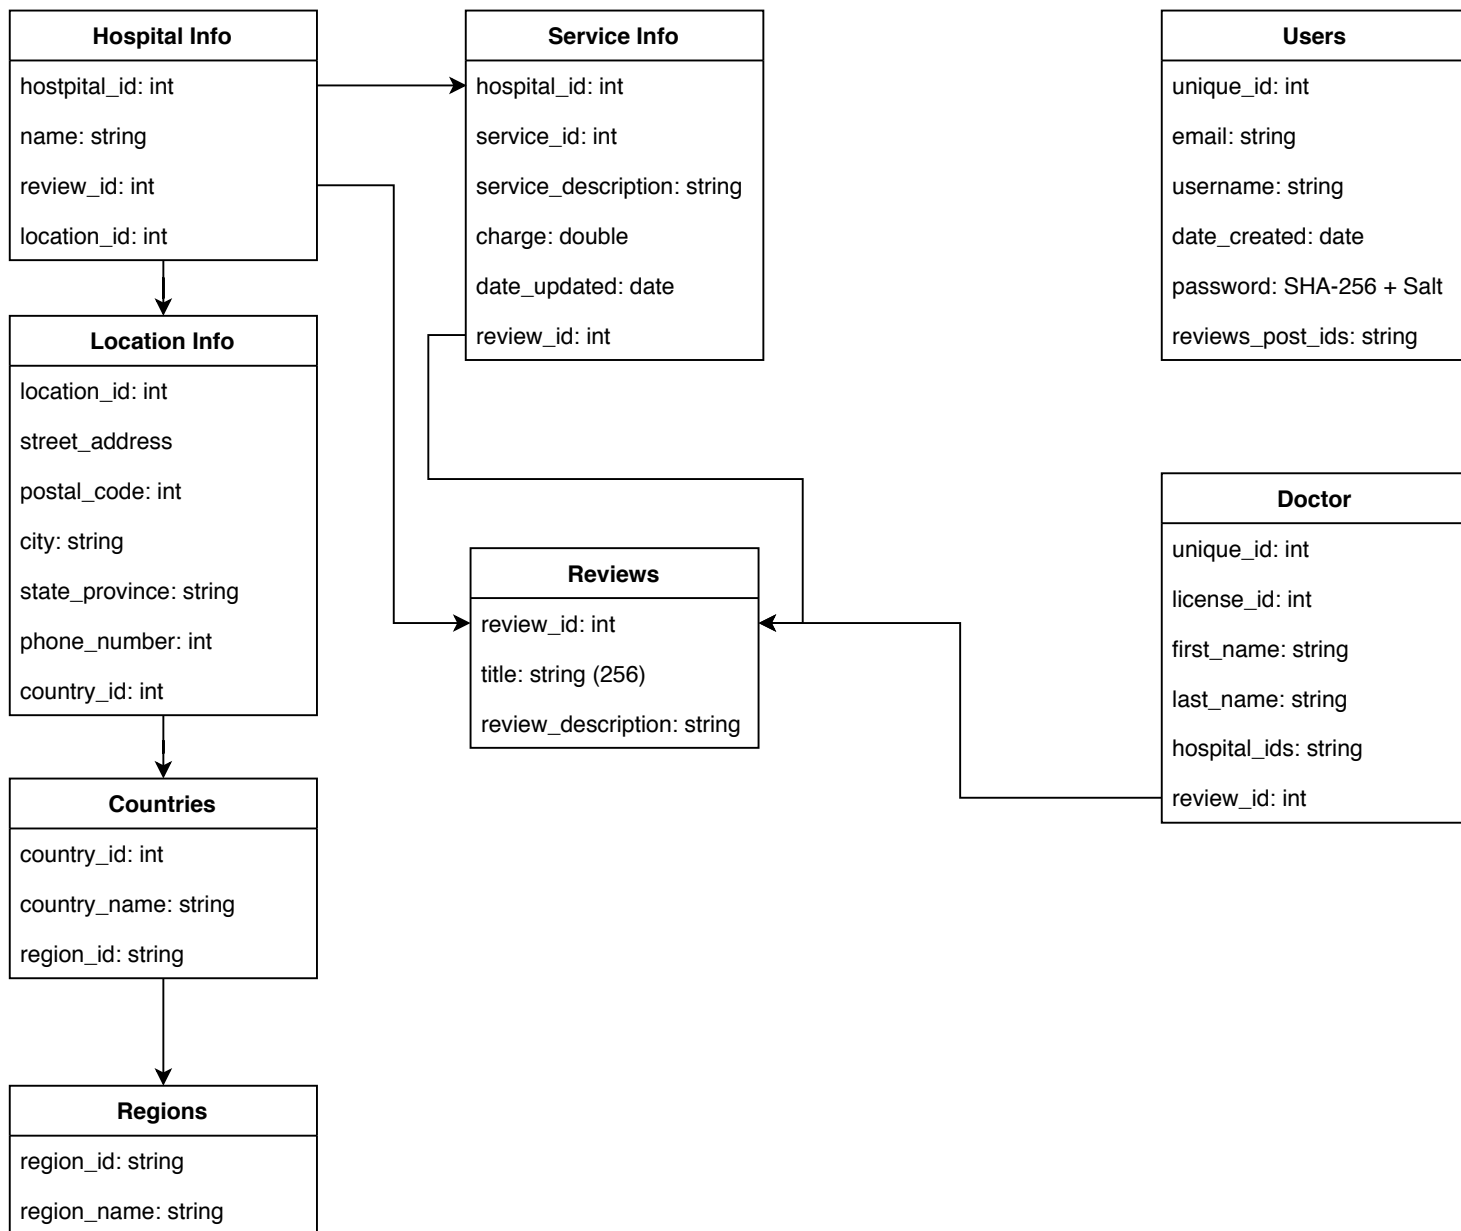 Hospital Info
hostpital_id: int
name: string
review_id: int
location_id: int
Service Info
hospital_id: int
service_id: int
service_description: string
charge: double
date_updated: date
review_id: int
Users
unique_id: int
email: string
username: string
date_created: date
password: SHA-256 + Salt
reviews_post_ids: string
Location Info
location_id: int
street_address
postal_code: int
city: string
state_province: string
phone_number: int
country_id: int
Reviews
review_id: int
title: string (256)
review_description: string
Doctor
unique_id: int
license_id: int
first_name: string
last_name: string
hospital_ids: string
review_id: int
Countries
country_id: int
country_name: string
region_id: string
Regions
region_id: string
region_name: string